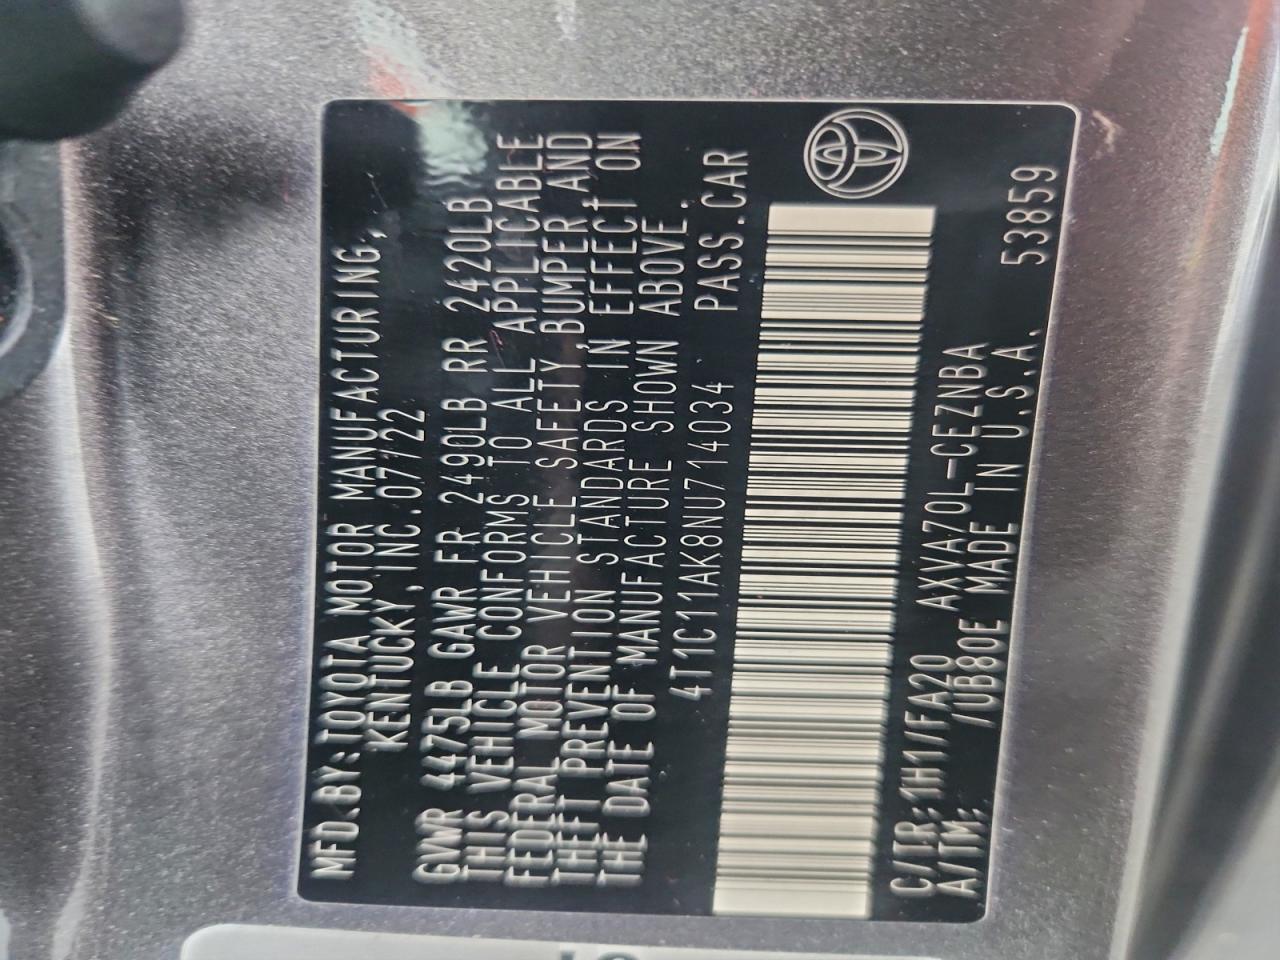 MFD.BY:TOYOTA MOTOR MANUFACTURING,
KENTUCKY, INC.07/22
GVWR 4475LB GAWR FR 2490LB RR 2420LB
THIS VEHICLE CONFORMS TO ALL APPLICABLE
FEDERAL MOTOR VEHICLE SAFETY,BUMPER AND
THEFT PREVENTION STANDARDS IN EFFECT ON
THE DATE OF MANUFACTURE SHOWN ABOVE.
4T1C11AK8NU714034 PASS.CAR
C/TR:1H1/FA20 AXVA70L-CEZNBA
A/TM: /UB80E MADE IN U.S.A. 53859